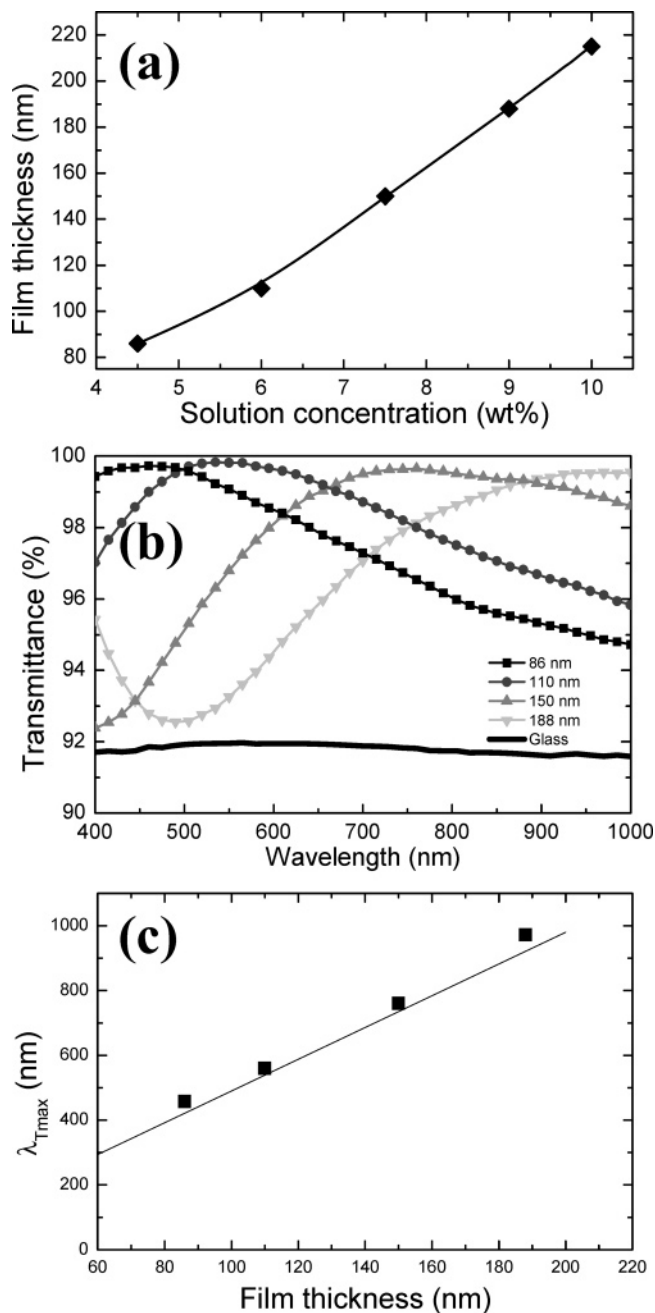 (a)
Film thickness (nm)
220
200
180
160
140
120
100
80
4 5 6 7 8 9 10
Solution concentration (wt%)
(b)
Transmittance (%)
100
98
96
94
92
90
86 nm
110 nm
150 nm
188 nm
Glass
400 500 600 700 800 900 1000
Wavelength (nm)
(c)
λTmax (nm)
1000
800
600
400
200
0
60 80 100 120 140 160 180 200 220
Film thickness (nm)